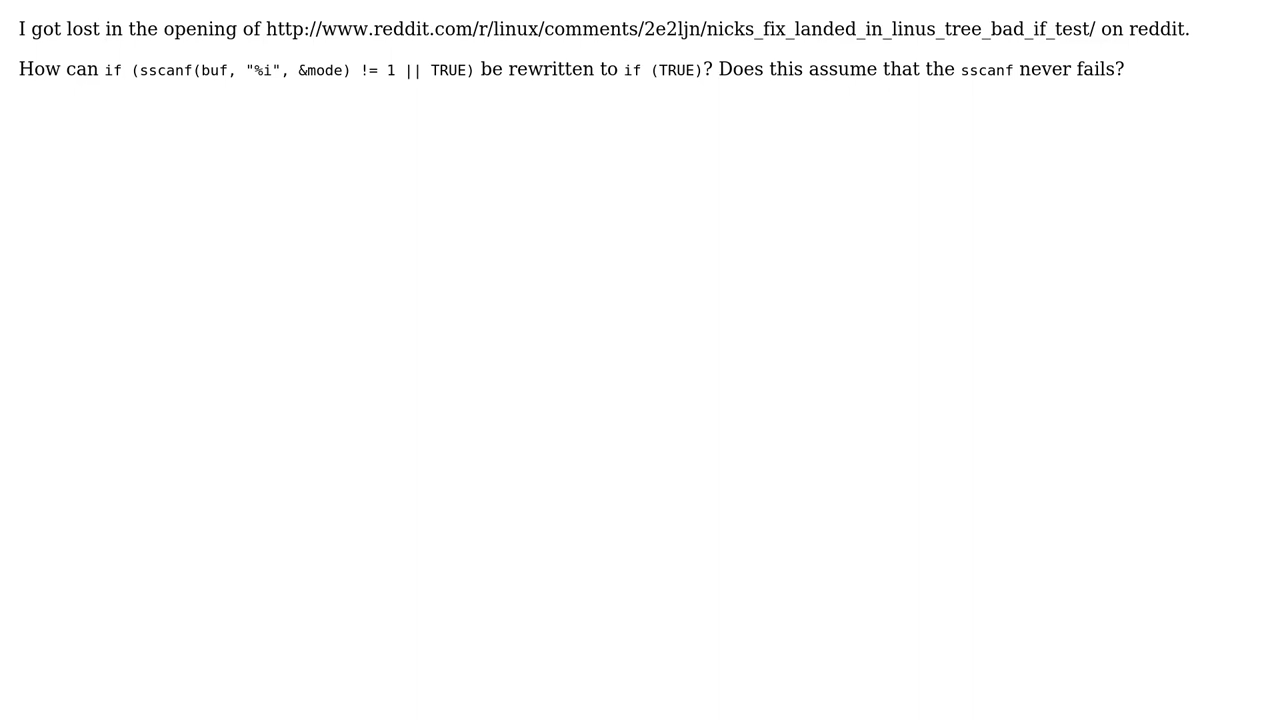 I got lost in the opening of http://www.reddit.com/r/linux/comments/2e2ljn/nicks_fix_landed_in_linus_tree_bad_if_test/ on reddit.
How can if (sscanf(buf, "%i", &mode) != 1 || TRUE) be rewritten to if (TRUE)? Does this assume that the sscanf never fails?